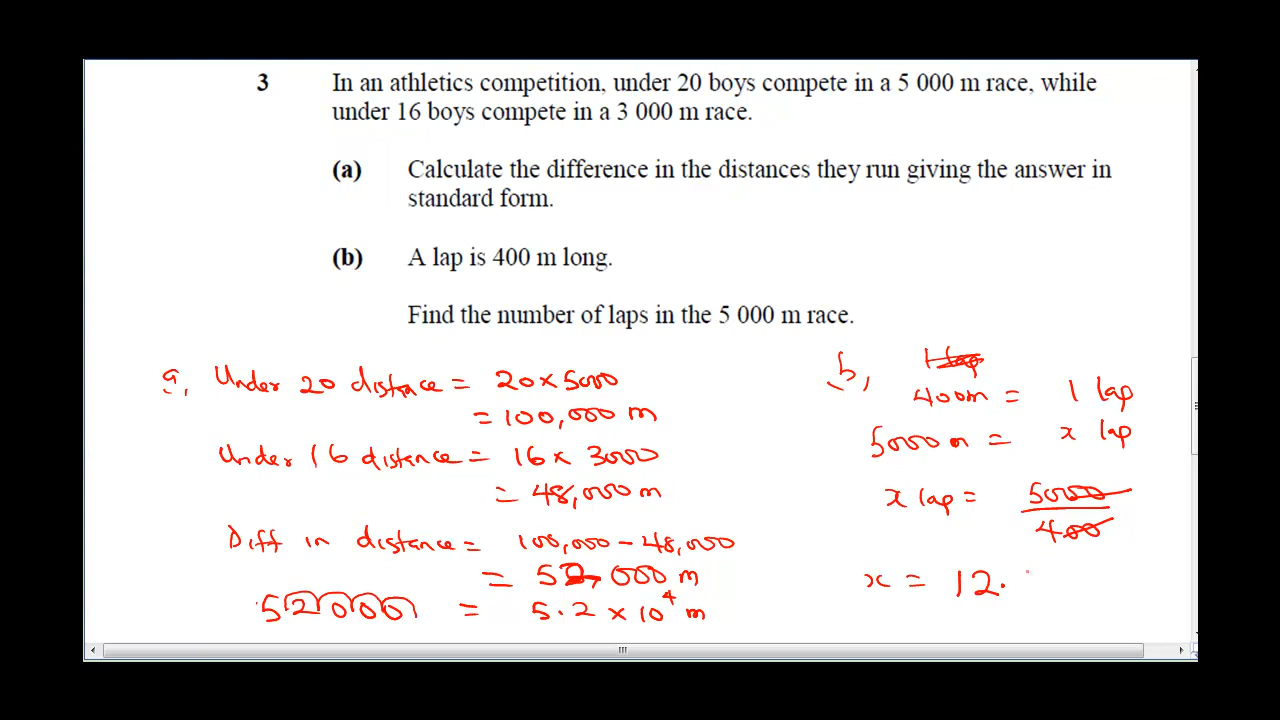 3 In an athletics competition, under 20 boys compete in a 5 000 m race, while
under 16 boys compete in a 3 000 m race.
(a) Calculate the difference in the distances they run giving the answer in
standard form.
(b) A lap is 400 m long.
Find the number of laps in the 5 000 m race.
a, Under 20 distance = 20 x 5000
= 100,000 m
Under 16 distance = 16 x 3000
= 48,000 m
Diff in distance = 100,000 - 48,000
= 52,000 m
52000 = 5.2 x 10^4 m
b, 1 lap
400m = 1 lap
5000 m = x lap
x lap = 5000
400
x = 12.